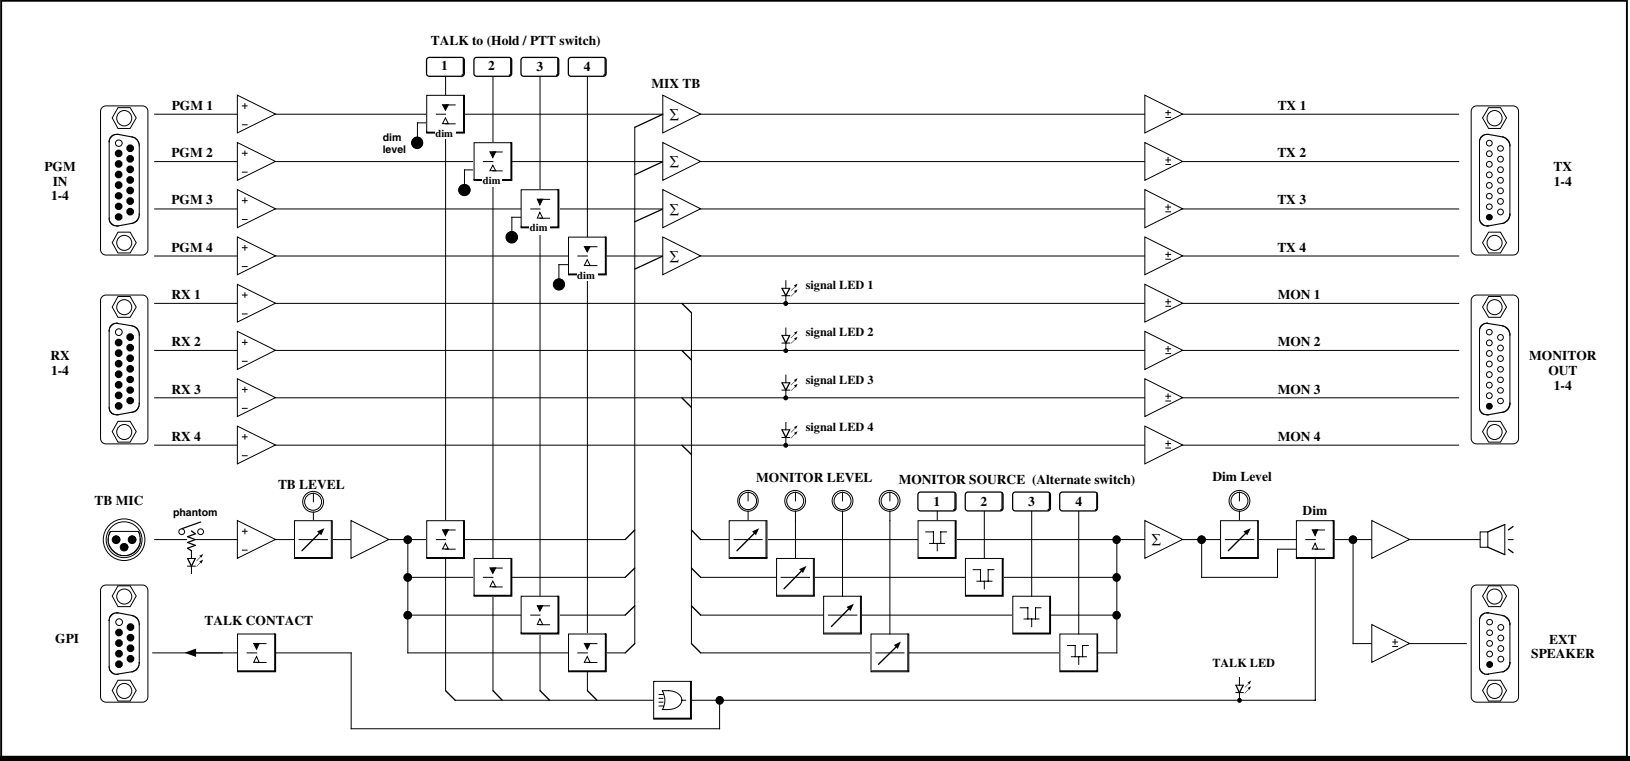 TALK to (Hold / PTT switch)
1 2 3 4
MIX TB
PGM 1
+
−
dim
level
dim
Σ
±
TX 1
PGM
IN
1-4
PGM 2
+
−
dim
Σ
±
TX 2
TX
1-4
PGM 3
+
−
dim
Σ
±
TX 3
PGM 4
+
−
dim
Σ
±
TX 4
RX
1-4
RX 1
+
−
signal LED 1
±
MON 1
RX 2
+
−
signal LED 2
±
MON 2
MONITOR
OUT
1-4
RX 3
+
−
signal LED 3
±
MON 3
RX 4
+
−
signal LED 4
±
MON 4
TB MIC
phantom
+
−
TB LEVEL
MONITOR LEVEL
MONITOR SOURCE (Alternate switch)
1 2 3 4
Σ
Dim Level
Dim
GPI
TALK CONTACT
TALK LED
±
EXT
SPEAKER